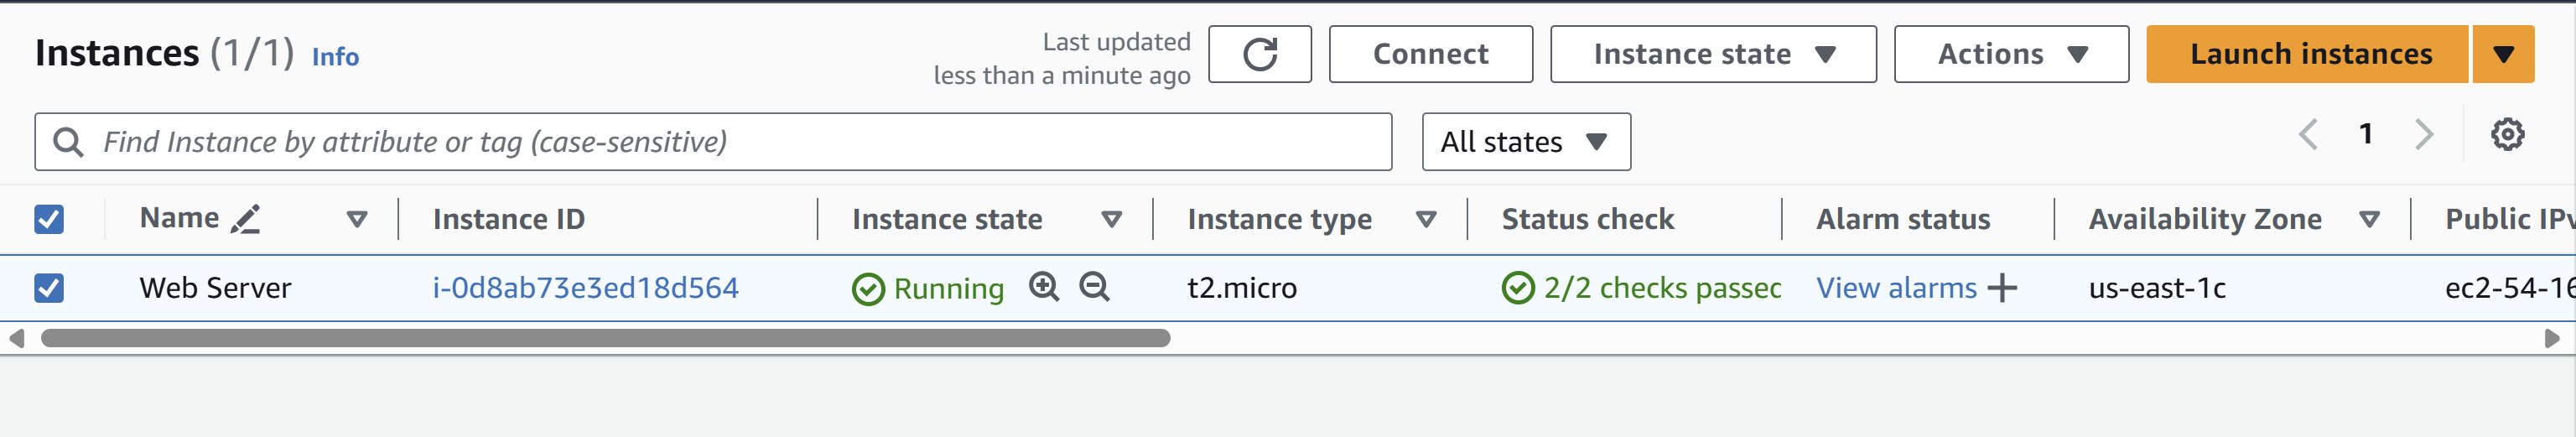 Instances (1/1) Info
Last updated
less than a minute ago
Connect
Instance state
Actions
Launch instances
Find Instance by attribute or tag (case-sensitive)
All states
1
Name Instance ID Instance state Instance type Status check Alarm status Availability Zone Public IPv
Web Server i-0d8ab73e3ed18d564 Running t2.micro 2/2 checks passec View alarms + us-east-1c ec2-54-16